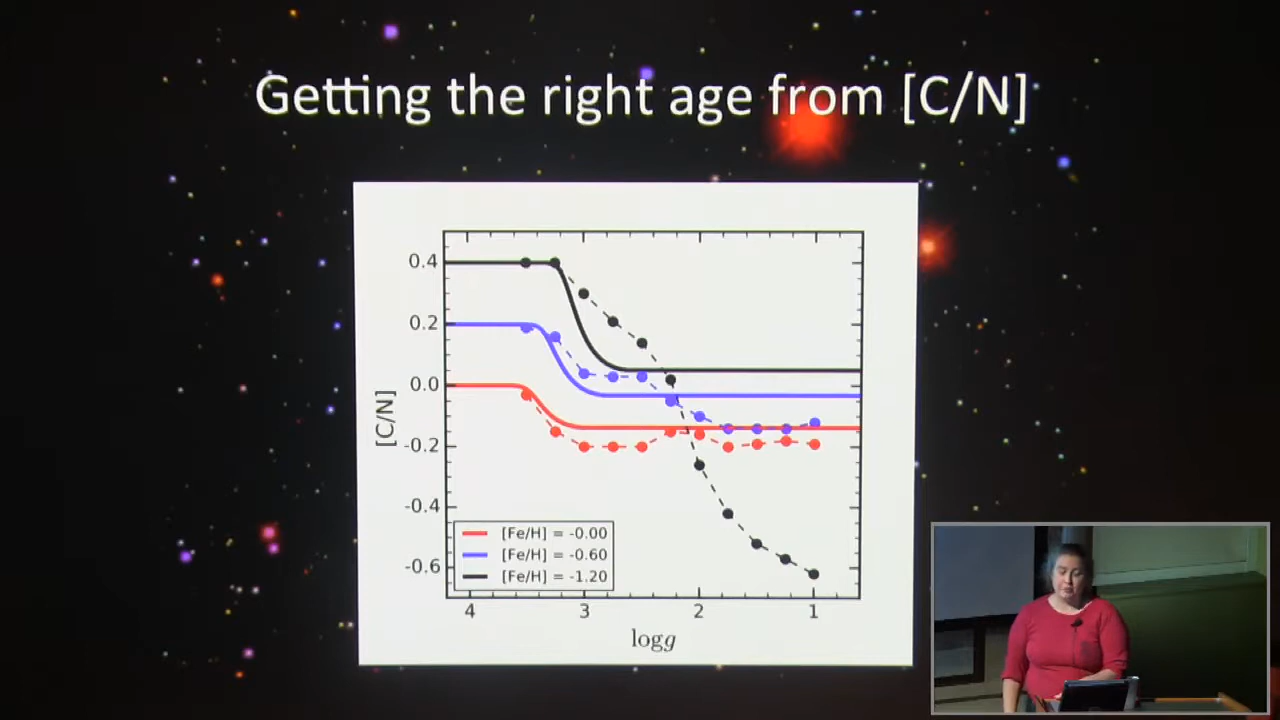 Getting the right age from [C/N]
0.4
0.2
0.0
-0.2
-0.4
-0.6
[C/N]
[Fe/H] = -0.00
[Fe/H] = -0.60
[Fe/H] = -1.20
4 3 2 1
logg